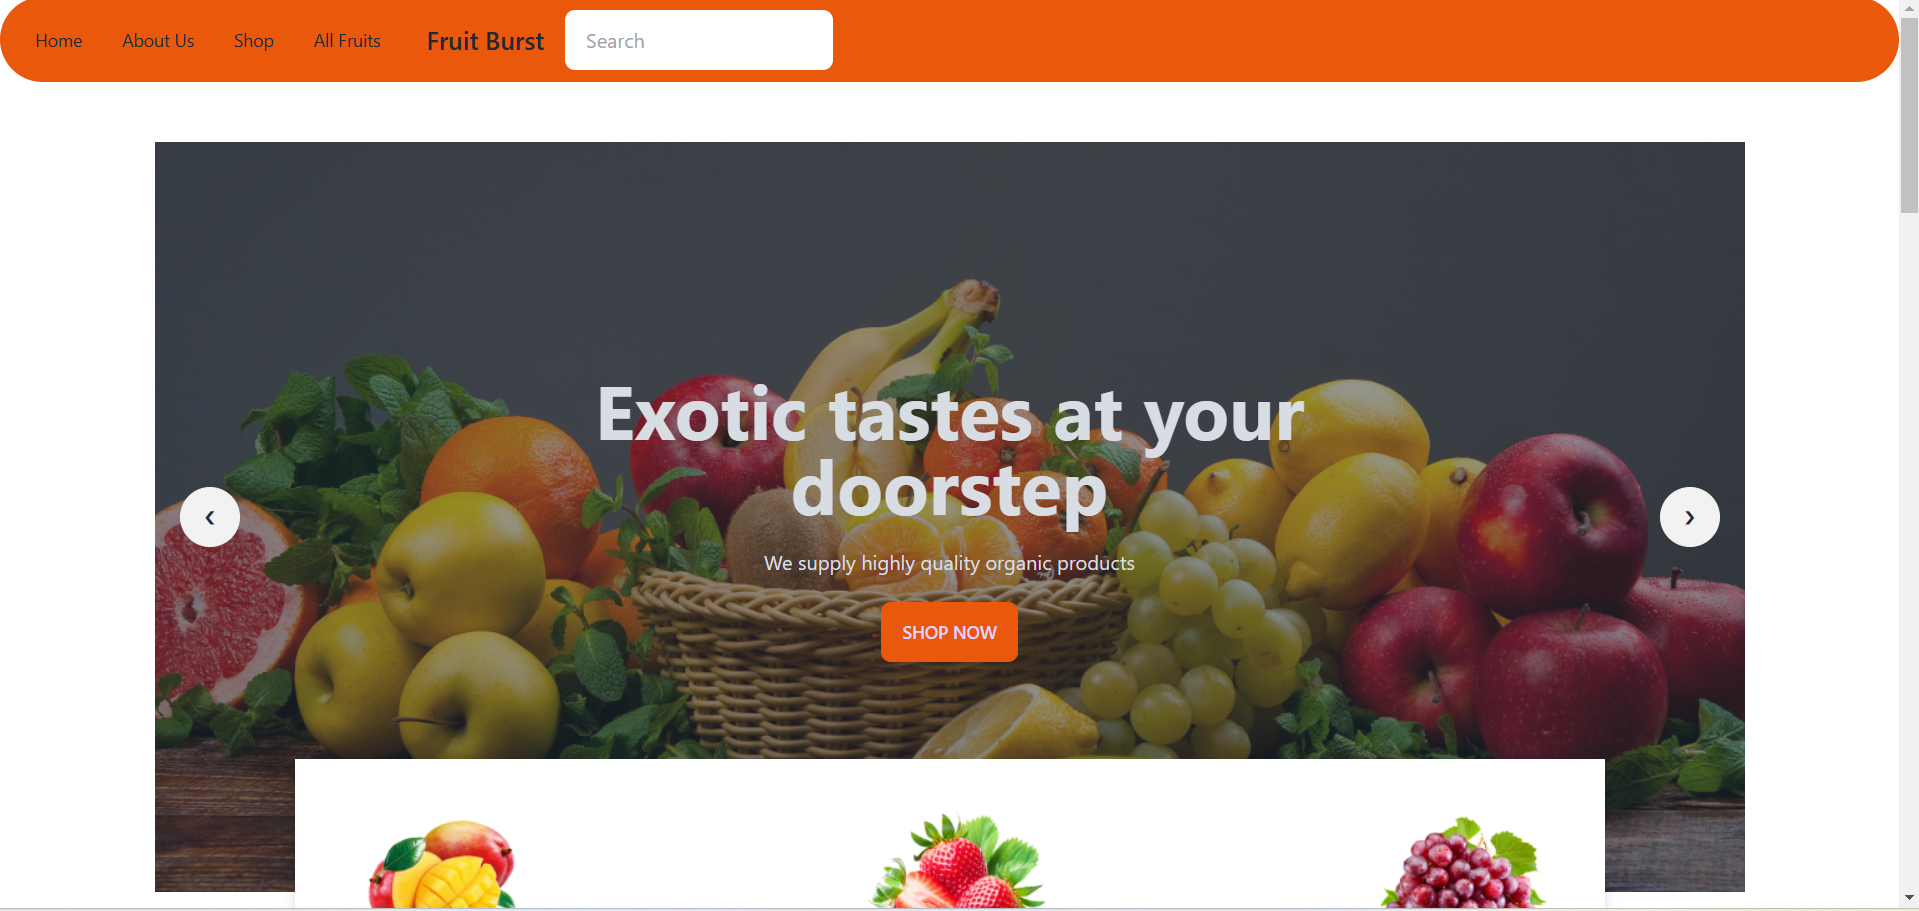 Home About Us Shop All Fruits Fruit Burst Search
Exotic tastes at your
doorstep
❮ ❯
We supply highly quality organic products
SHOP NOW